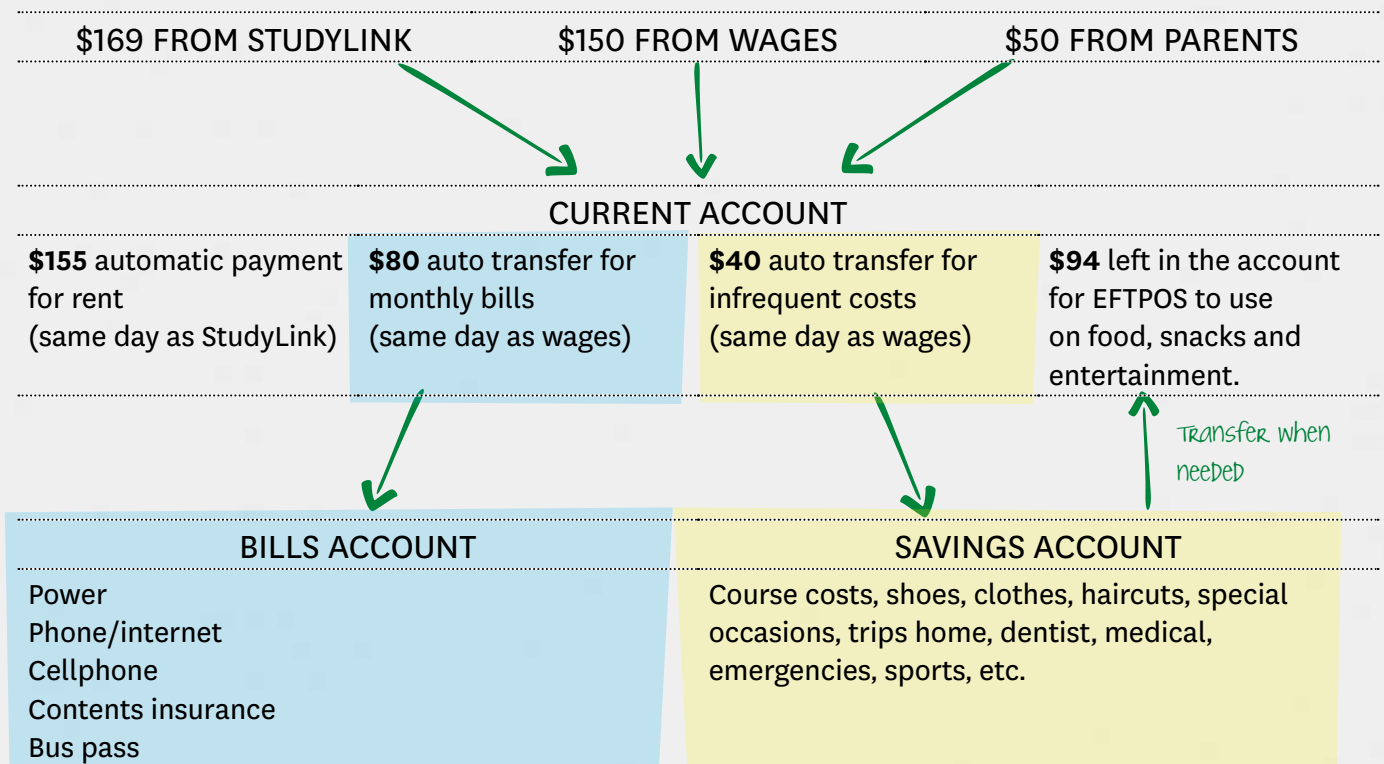 $169 FROM STUDYLINK
$150 FROM WAGES
$50 FROM PARENTS
CURRENT ACCOUNT
$155 automatic payment
for rent
(same day as StudyLink)
$80 auto transfer for
monthly bills
(same day as wages)
$40 auto transfer for
infrequent costs
(same day as wages)
$94 left in the account
for EFTPOS to use
on food, snacks and
entertainment.
Transfer when
needed
BILLS ACCOUNT
Power
Phone/internet
Cellphone
Contents insurance
Bus pass
SAVINGS ACCOUNT
Course costs, shoes, clothes, haircuts, special
occasions, trips home, dentist, medical,
emergencies, sports, etc.